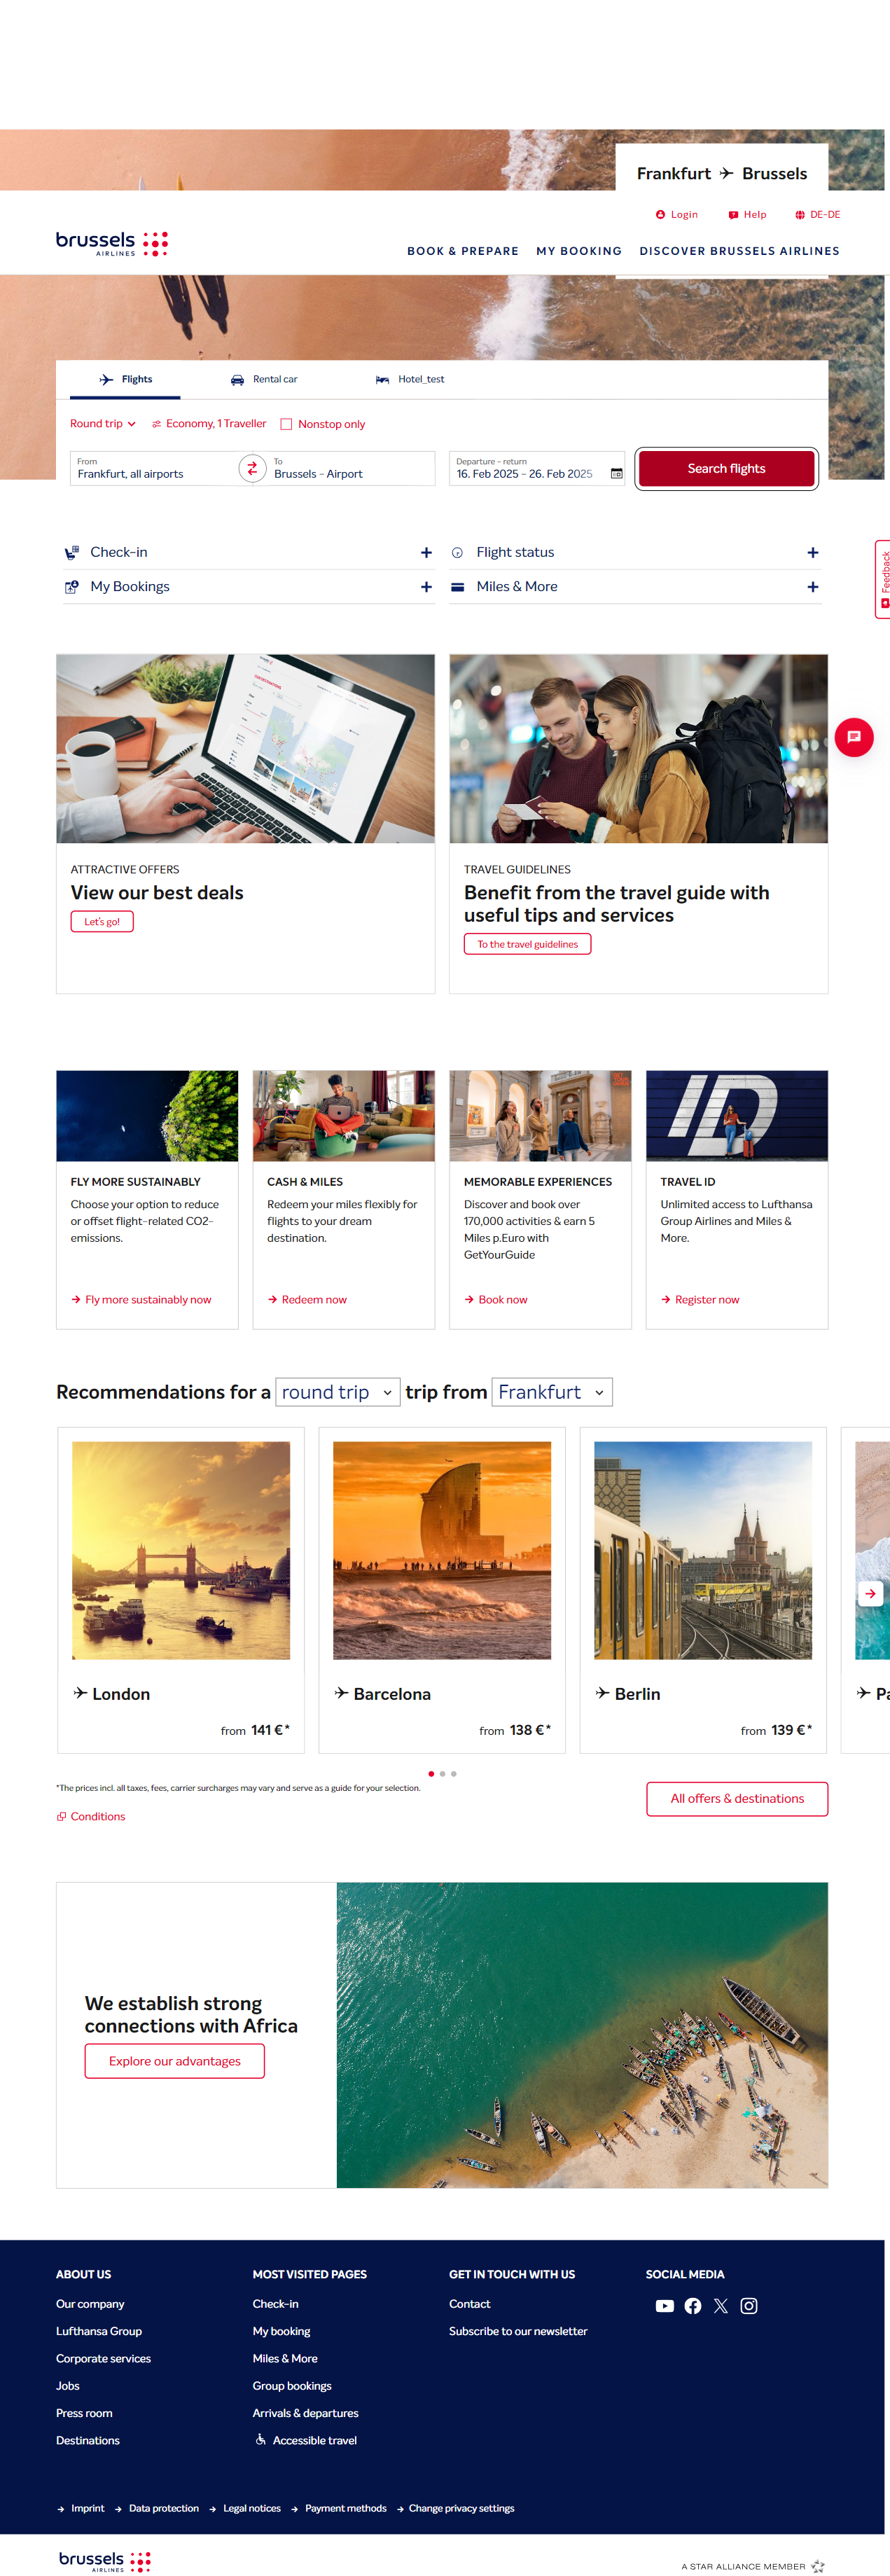 Frankfurt Brussels
Login Help DE-DE
brussels
AIRLINES
BOOK & PREPARE MY BOOKING DISCOVER BRUSSELS AIRLINES
Flights Rental car Hotel_test
Round trip Economy, 1 Traveller Nonstop only
From
Frankfurt, all airports
To
Brussels - Airport
Departure - return
16. Feb 2025 - 26. Feb 2025
Search flights
Check-in
Flight status
My Bookings
Miles & More
Feedback
ATTRACTIVE OFFERS
View our best deals
Let's go!
TRAVEL GUIDELINES
Benefit from the travel guide with
useful tips and services
To the travel guidelines
FLY MORE SUSTAINABLY
Choose your option to reduce
or offset flight-related CO2-
emissions.
Fly more sustainably now
CASH & MILES
Redeem your miles flexibly for
flights to your dream
destination.
Redeem now
MEMORABLE EXPERIENCES
Discover and book over
170,000 activities & earn 5
Miles p.Euro with
GetYourGuide
Book now
ID
TRAVEL ID
Unlimited access to Lufthansa
Group Airlines and Miles &
More.
Register now
Recommendations for a round trip trip from Frankfurt
London
from 141 €*
Barcelona
from 138 €*
Berlin
from 139 €*
Pa
*The prices incl. all taxes, fees, carrier surcharges may vary and serve as a guide for your selection.
All offers & destinations
Conditions
We establish strong
connections with Africa
Explore our advantages
ABOUT US
Our company
Lufthansa Group
Corporate services
Jobs
Press room
Destinations
MOST VISITED PAGES
Check-in
My booking
Miles & More
Group bookings
Arrivals & departures
Accessible travel
GET IN TOUCH WITH US
Contact
Subscribe to our newsletter
SOCIAL MEDIA
Imprint Data protection Legal notices Payment methods Change privacy settings
brussels
AIRLINES
A STAR ALLIANCE MEMBER